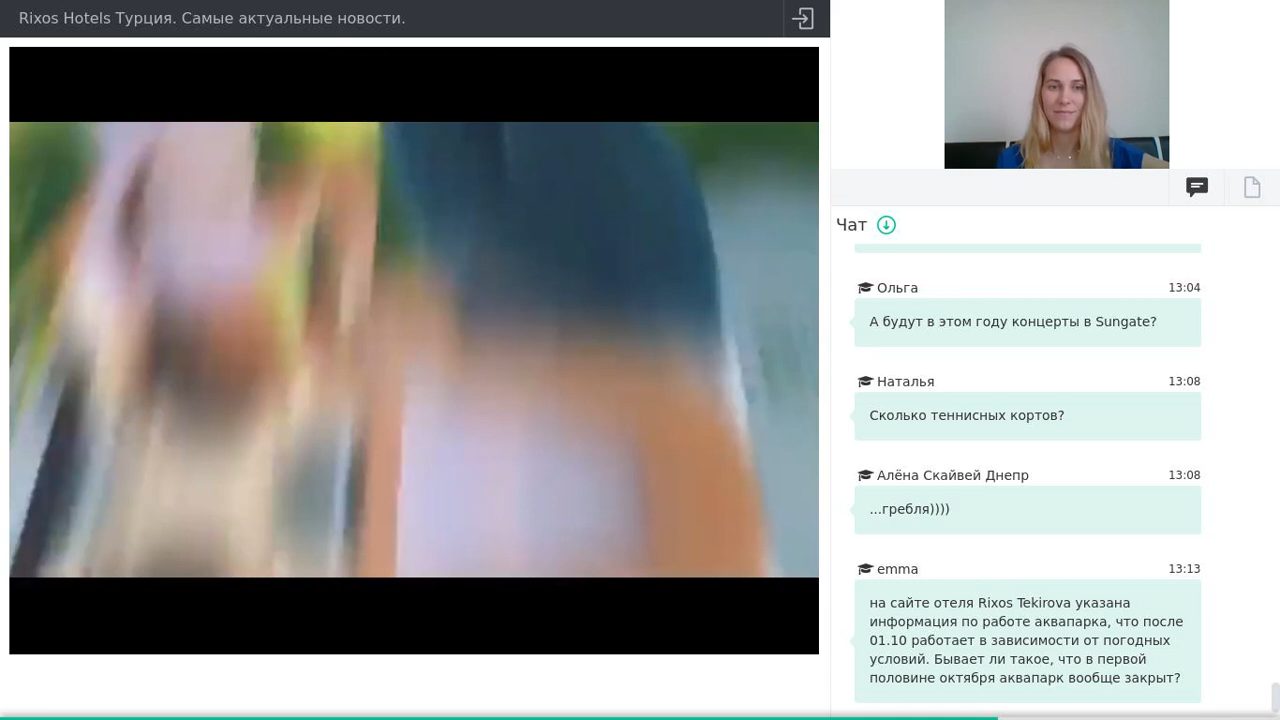 Rixos Hotels Турция. Самые актуальные новости.
Чат
Ольга 13:04
А будут в этом году концерты в Sungate?
Наталья 13:08
Сколько теннисных кортов?
Алёна Скайвей Днепр 13:08
...гребля))))
emma 13:13
на сайте отеля Rixos Tekirova указана
информация по работе аквапарка, что после
01.10 работает в зависимости от погодных
условий. Бывает ли такое, что в первой
половине октября аквапарк вообще закрыт?